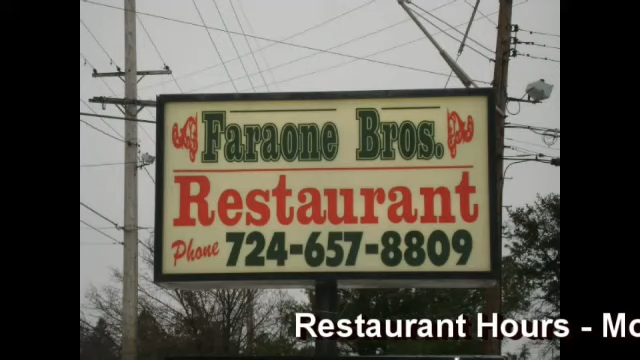 Faraone Bros.
Restaurant
Phone 724-657-8809
Restaurant Hours - Mo